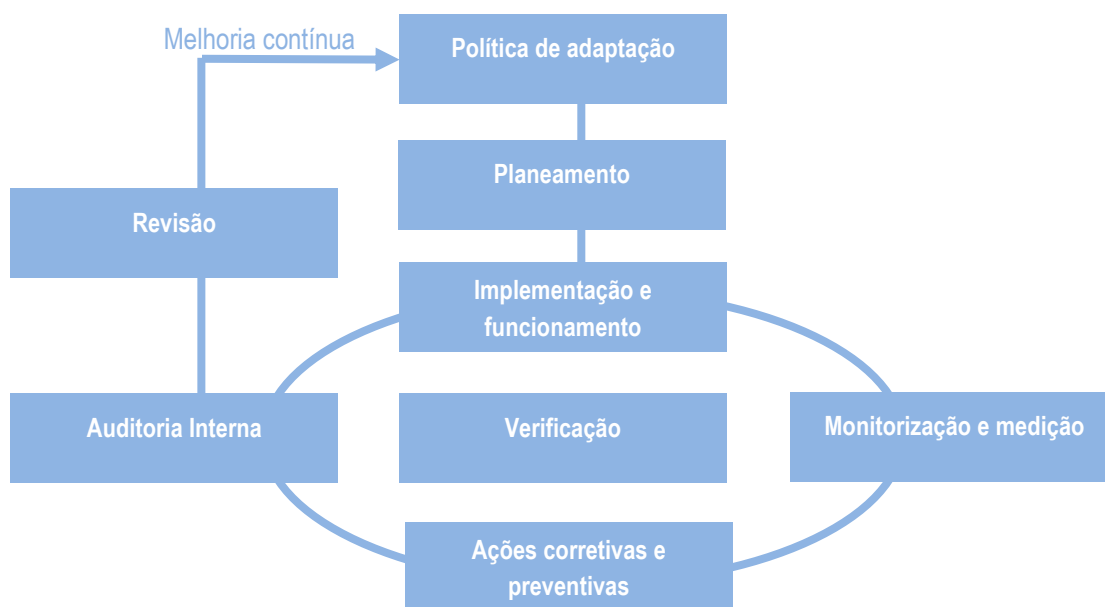 Melhoria contínua
Política de adaptação
Planeamento
Revisão
Implementação e
funcionamento
Auditoria Interna
Verificação
Monitorização e medição
Ações corretivas e
preventivas